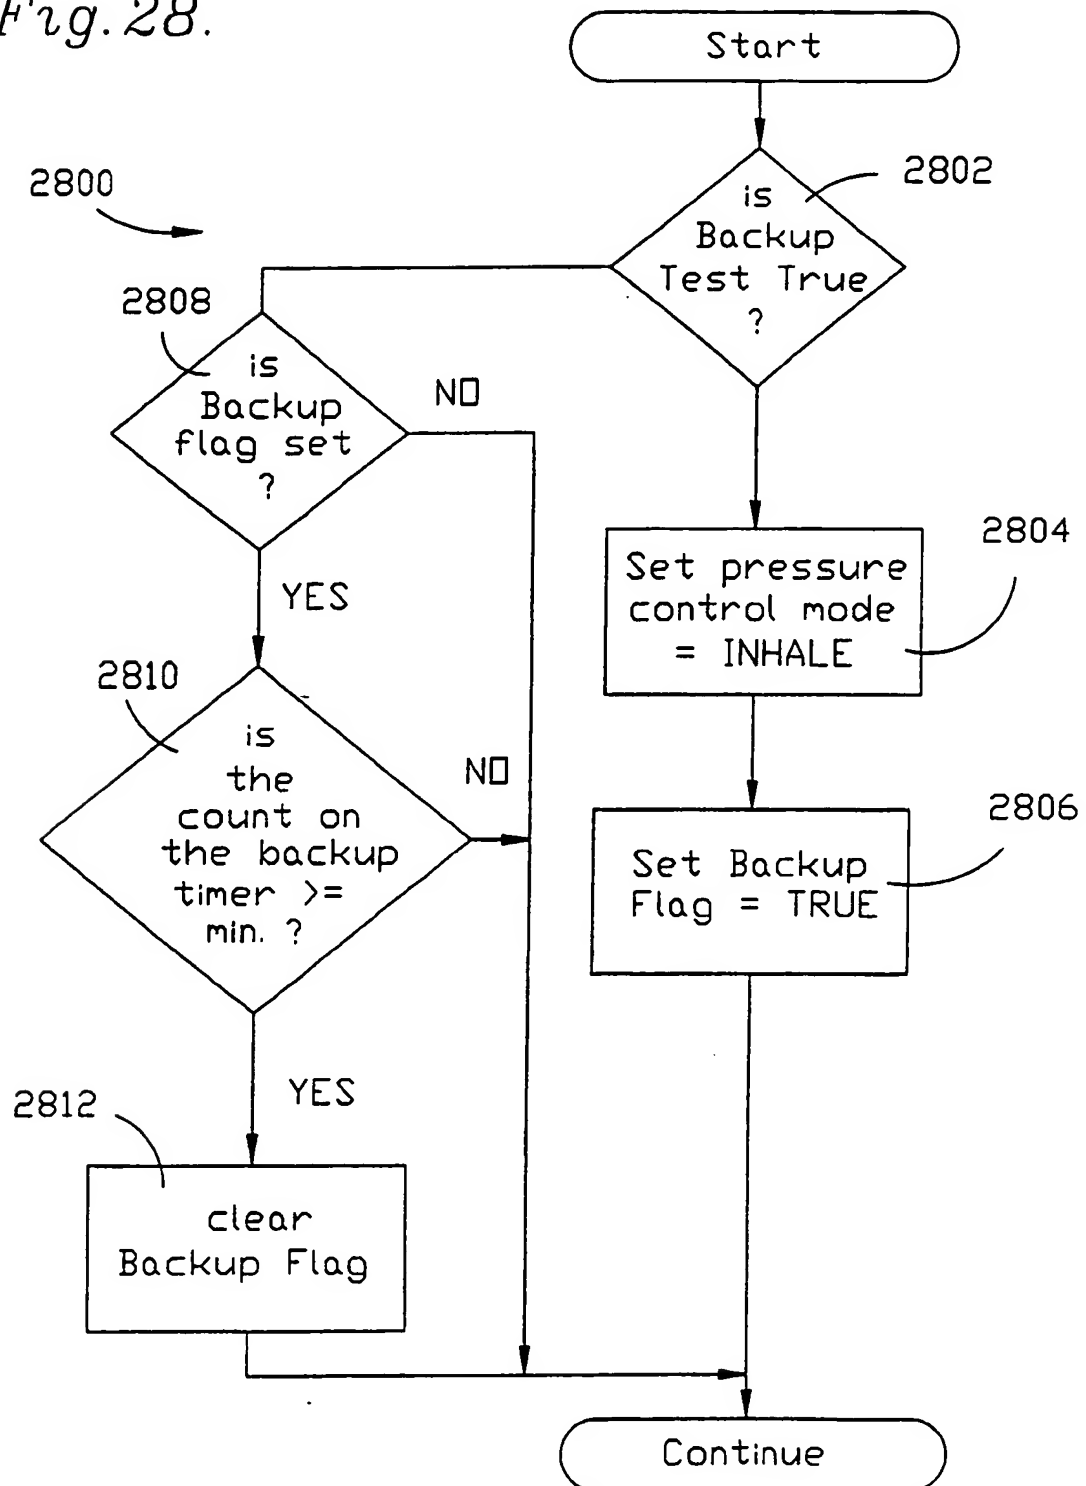 Fig. 28.
Start
2800
2802
is
Backup
Test True
?
2808
is
Backup
flag set
?
NO
YES
2804
Set pressure
control mode
= INHALE
2810
is
the
count on
the backup
timer >=
min. ?
NO
2806
Set Backup
Flag = TRUE
YES
2812
clear
Backup Flag
Continue